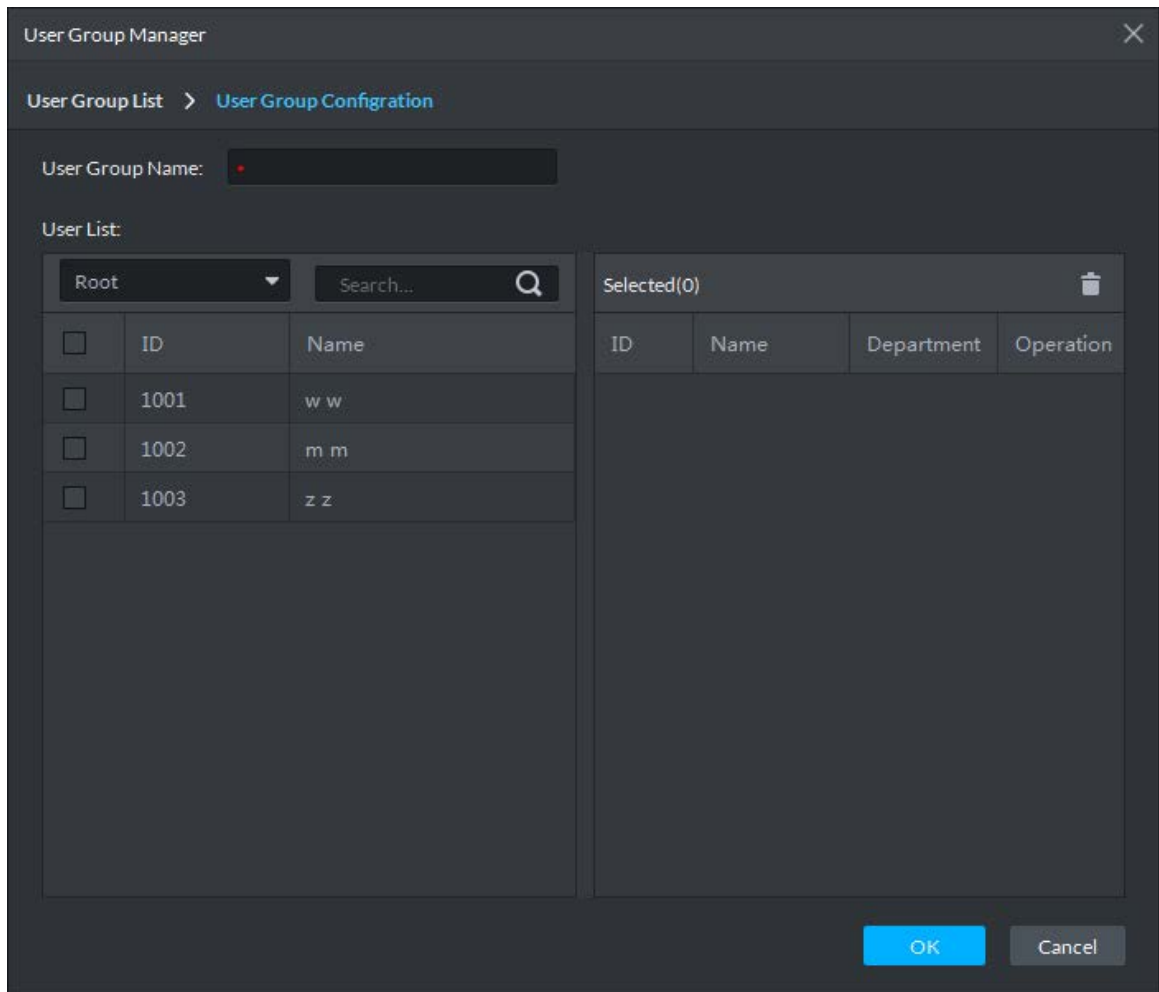 User Group Manager
User Group List > User Group Configration
User Group Name: *
User List:
Root Search... Selected(0)
ID Name ID Name Department Operation
1001 w w
1002 m m
1003 z z
OK Cancel